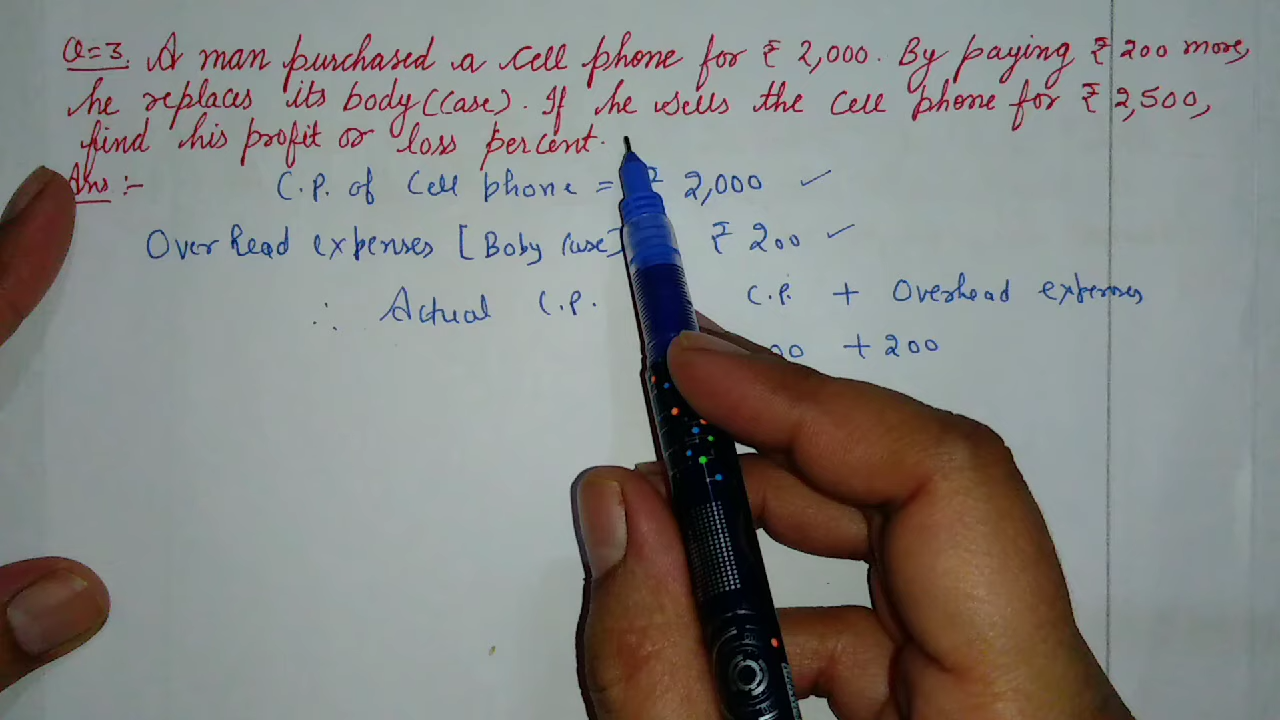 Q=3. A man purchased a cell phone for ₹ 2,000. By paying ₹ 200 more,
he replaces its body (case). If he sells the cell phone for ₹ 2,500,
find his profit or loss percent.
Ans :- C.P. of Cell phone = ₹ 2,000 ✓
Over head expenses [Boby Case] ₹ 200 ✓
∴ Actual C.P. C.P. + Overhead expenses
00 + 200